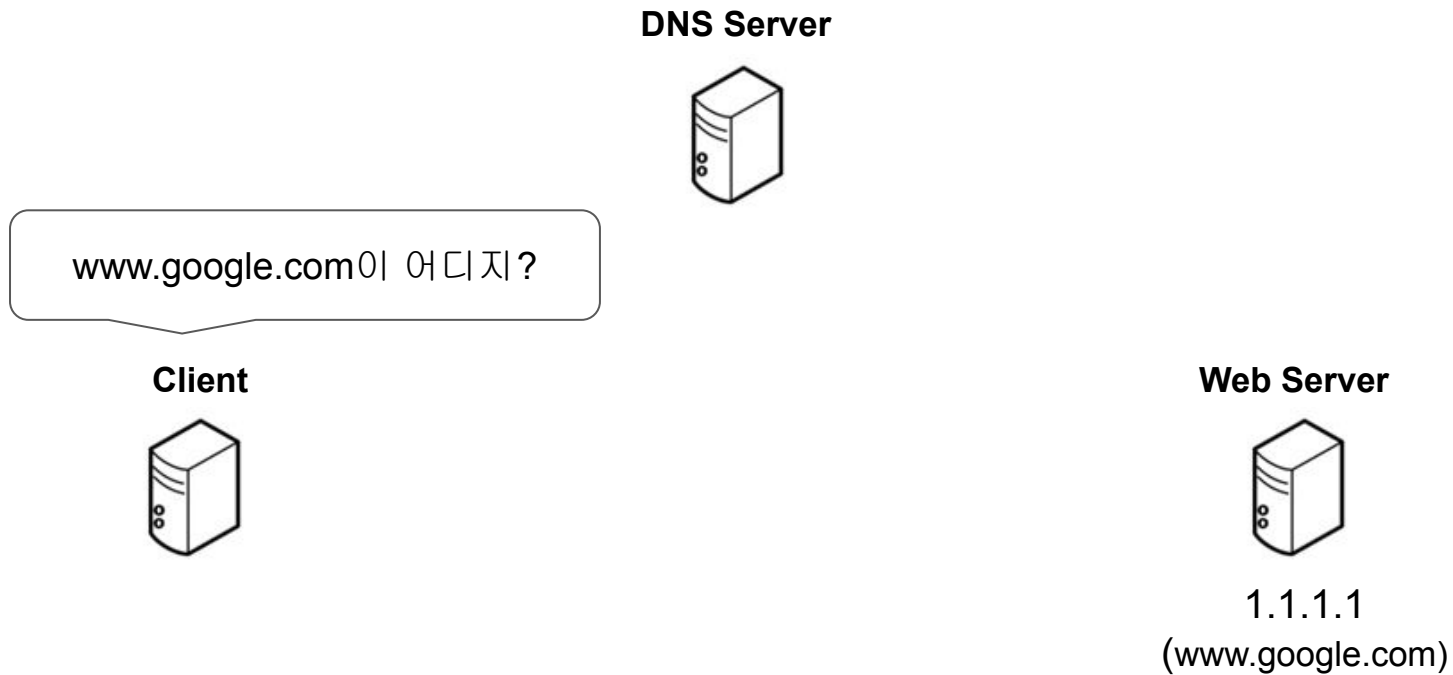 DNS Server
www.google.com이 어디지?
Client
Web Server
1.1.1.1
(www.google.com)